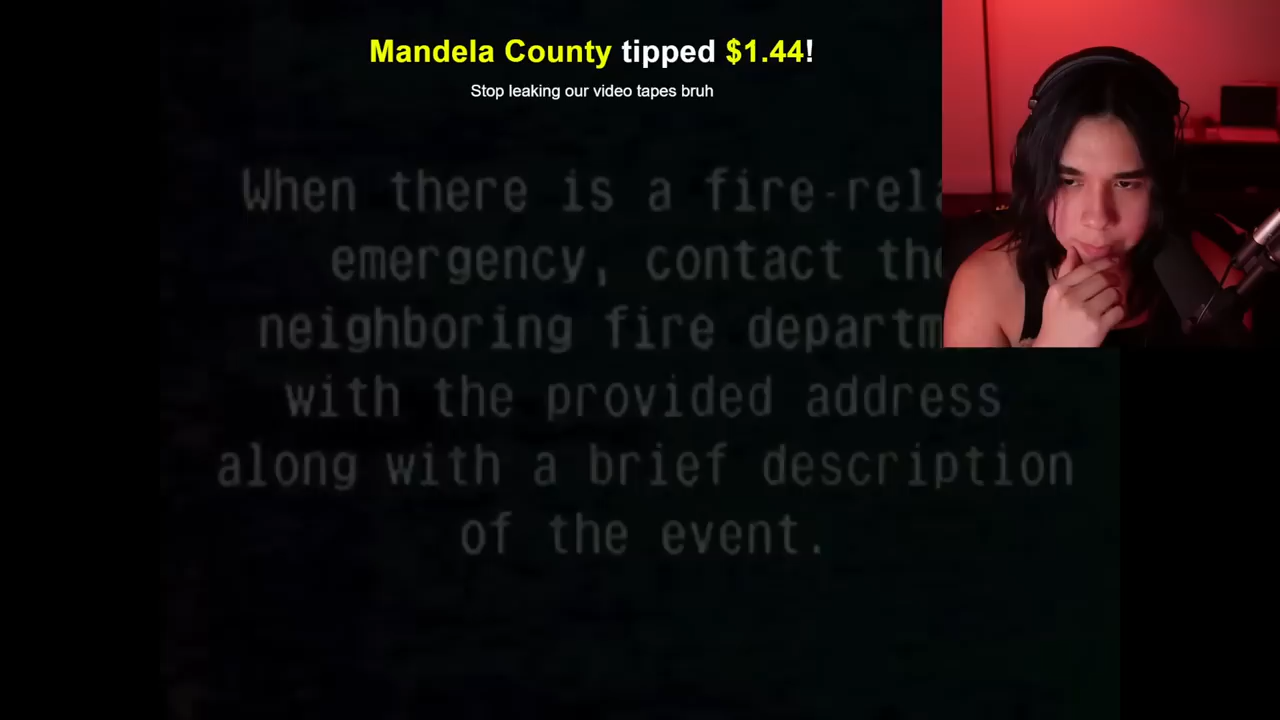 Mandela County tipped $1.44!
Stop leaking our video tapes bruh
When there is a fire-rela
emergency, contact the
neighboring fire departm
with the provided address
along with a brief description
of the event.